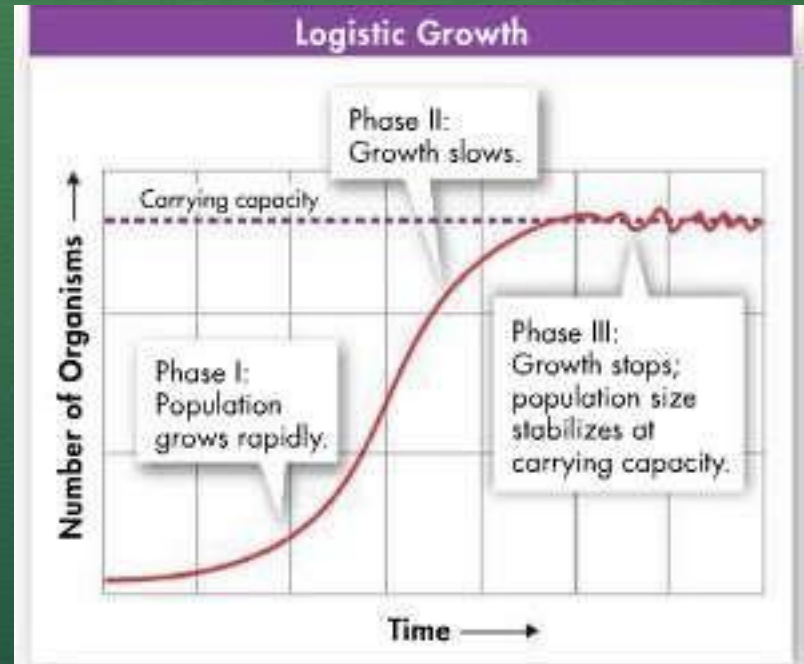 Logistic Growth
Phase II:
Growth slows.
Carrying capacity
Number of Organisms
Phase I:
Population
grows rapidly.
Phase III:
Growth stops;
population size
stabilizes at
carrying capacity.
Time